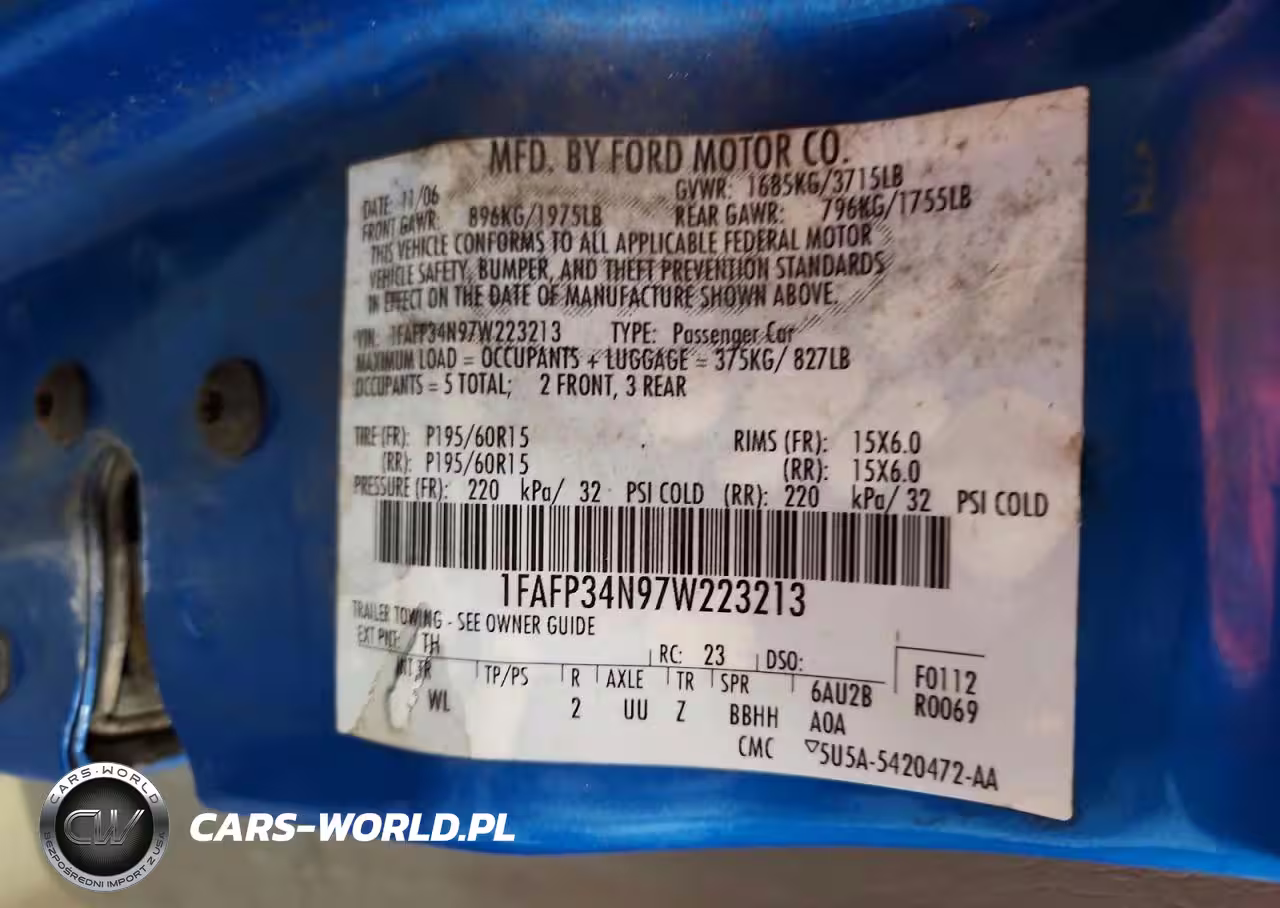 MFD. BY FORD MOTOR CO.
DATE: 11/06 GVWR: 1685KG/3715LB
FRONT GAWR: 896KG/1975LB REAR GAWR: 796KG/1755LB
THIS VEHICLE CONFORMS TO ALL APPLICABLE FEDERAL MOTOR
VEHICLE SAFETY, BUMPER, AND THEFT PREVENTION STANDARDS
IN EFFECT ON THE DATE OF MANUFACTURE SHOWN ABOVE.
VIN: 1FAFP34N97W223213 TYPE: Passenger Car
MAXIMUM LOAD = OCCUPANTS + LUGGAGE = 375KG/ 827LB
OCCUPANTS = 5 TOTAL; 2 FRONT, 3 REAR
TIRE (FR): P195/60R15 RIMS (FR): 15X6.0
(RR): P195/60R15 (RR): 15X6.0
PRESSURE (FR): 220 kPa/ 32 PSI COLD (RR): 220 kPa/ 32 PSI COLD
1FAFP34N97W223213
TRAILER TOWING - SEE OWNER GUIDE
EXT PNT: TH RC: 23 DSO: F0112
INT TR TP/PS R AXLE TR SPR 6AU2B R0069
WL 2 UU Z BBHH A0A
CMC ▽5U5A-5420472-AA
CARS-WORLD
CW
BEZPOŚREDNI IMPORT Z USA
CARS-WORLD.PL